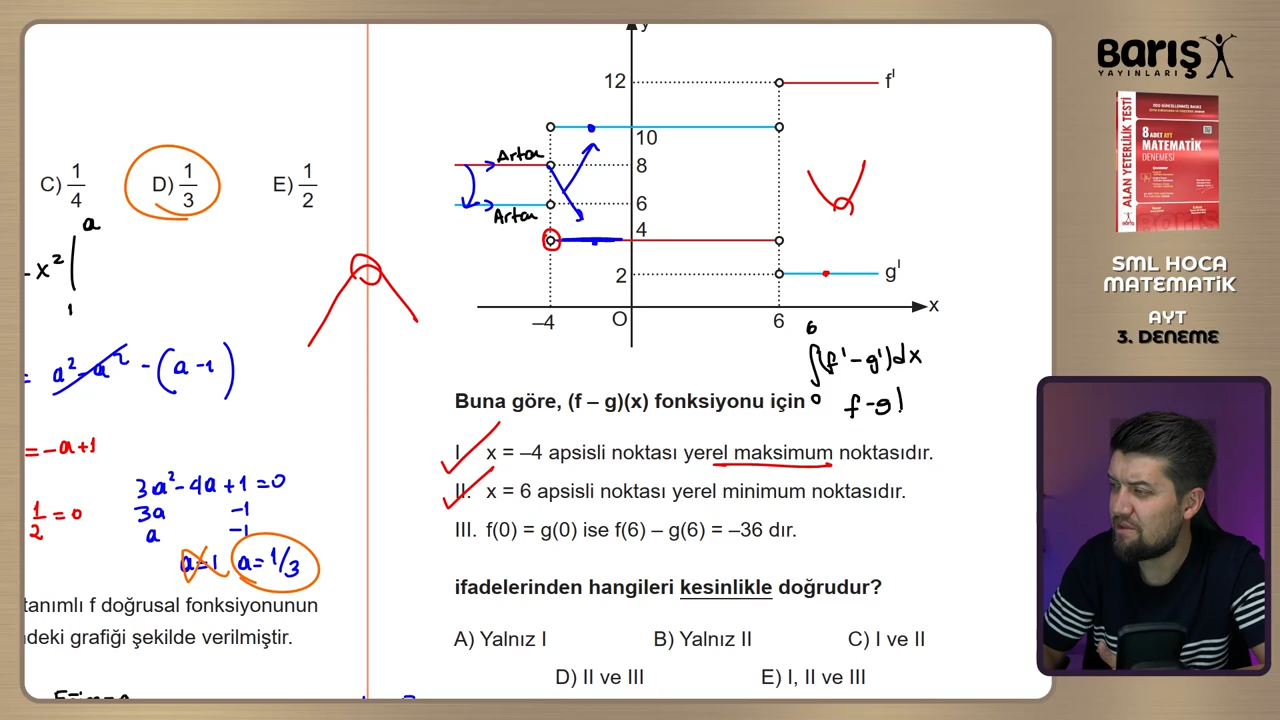 C) 1/4 D) 1/3 E) 1/2
a
- x² |
1
= a² - a² - (a - 1)
= -a+1
3a² - 4a + 1 = 0
1/2 = 0
3a -1
a -1
a=1 a = 1/3
tanımlı f doğrusal fonksiyonunun
ndeki grafiği şekilde verilmiştir.
y
12
f'
10
Artan
8
6
Artan
4
2
g'
x
–4
O
6
6
∫(f' - g')dx
0
f - g |
Buna göre, (f – g)(x) fonksiyonu için
I. x = –4 apsisli noktası yerel maksimum noktasıdır.
II. x = 6 apsisli noktası yerel minimum noktasıdır.
III. f(0) = g(0) ise f(6) – g(6) = –36 dır.
ifadelerinden hangileri kesinlikle doğrudur?
A) Yalnız I B) Yalnız II C) I ve II
D) II ve III E) I, II ve III
BARIŞ
YAYINLARI
ALAN YETERLİLİK TESTİ
8 ADET AYT
MATEMATİK
DENEMESİ
SML HOCA
MATEMATİK
AYT
3. DENEME